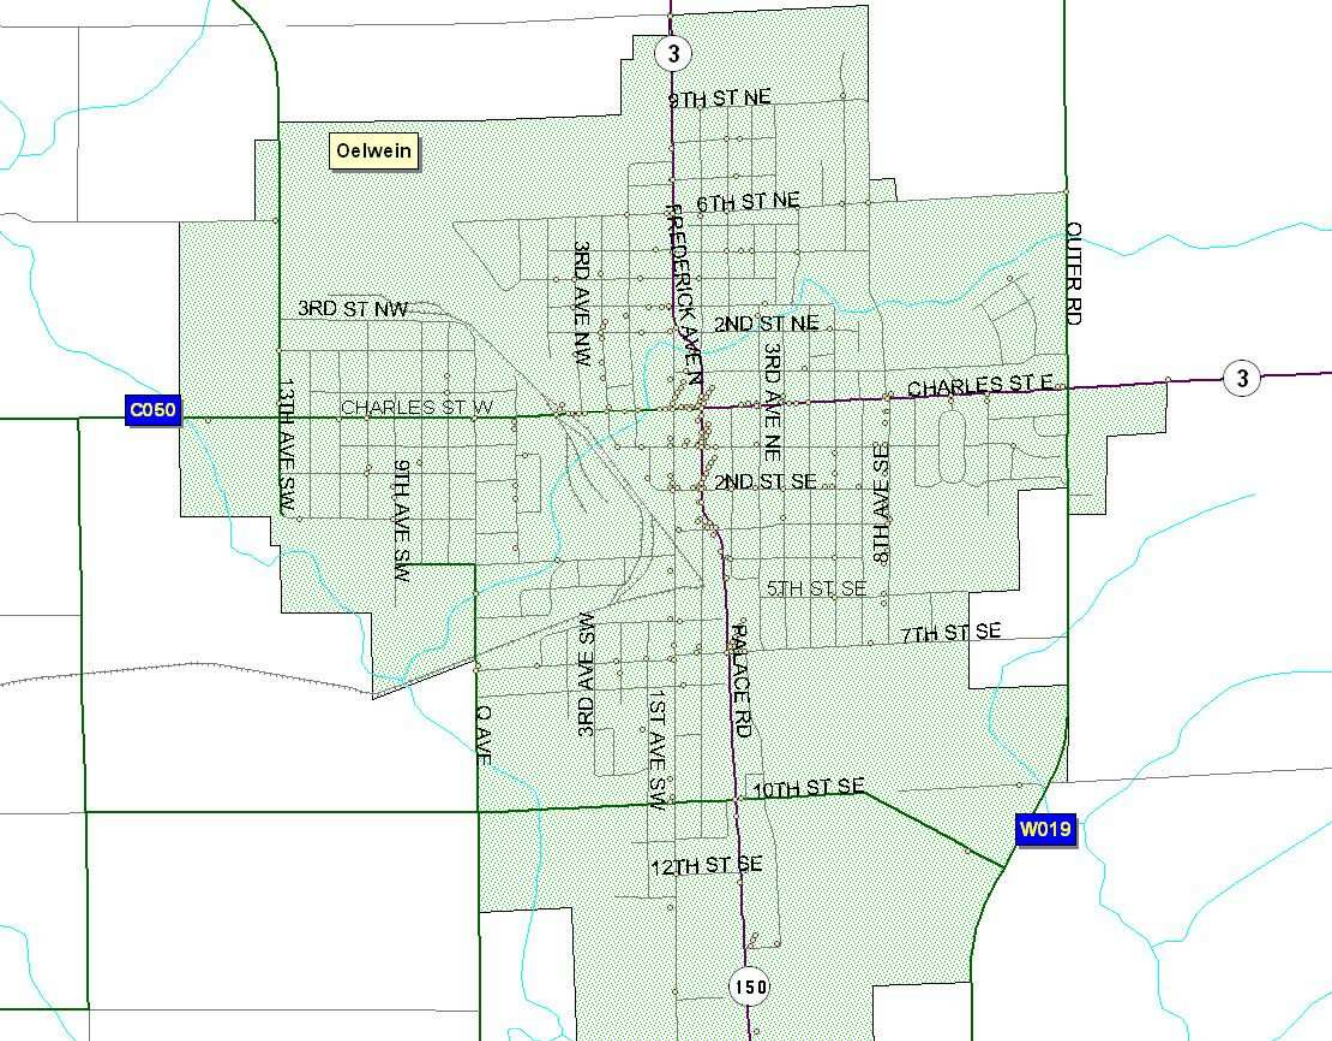 3
9TH ST NE
Oelwein
6TH ST NE
FREDERICK AVE N
OUTER RD
3RD AVE NW
3RD ST NW
2ND ST NE
3RD AVE NE
3
CHARLES ST E
C050
CHARLES ST W
13TH AVE SW
9TH AVE SW
2ND ST SE
8TH AVE SE
5TH ST SE
7TH ST SE
3RD AVE SW
PALACE RD
1ST AVE SW
Q AVE
10TH ST SE
W019
12TH ST SE
150